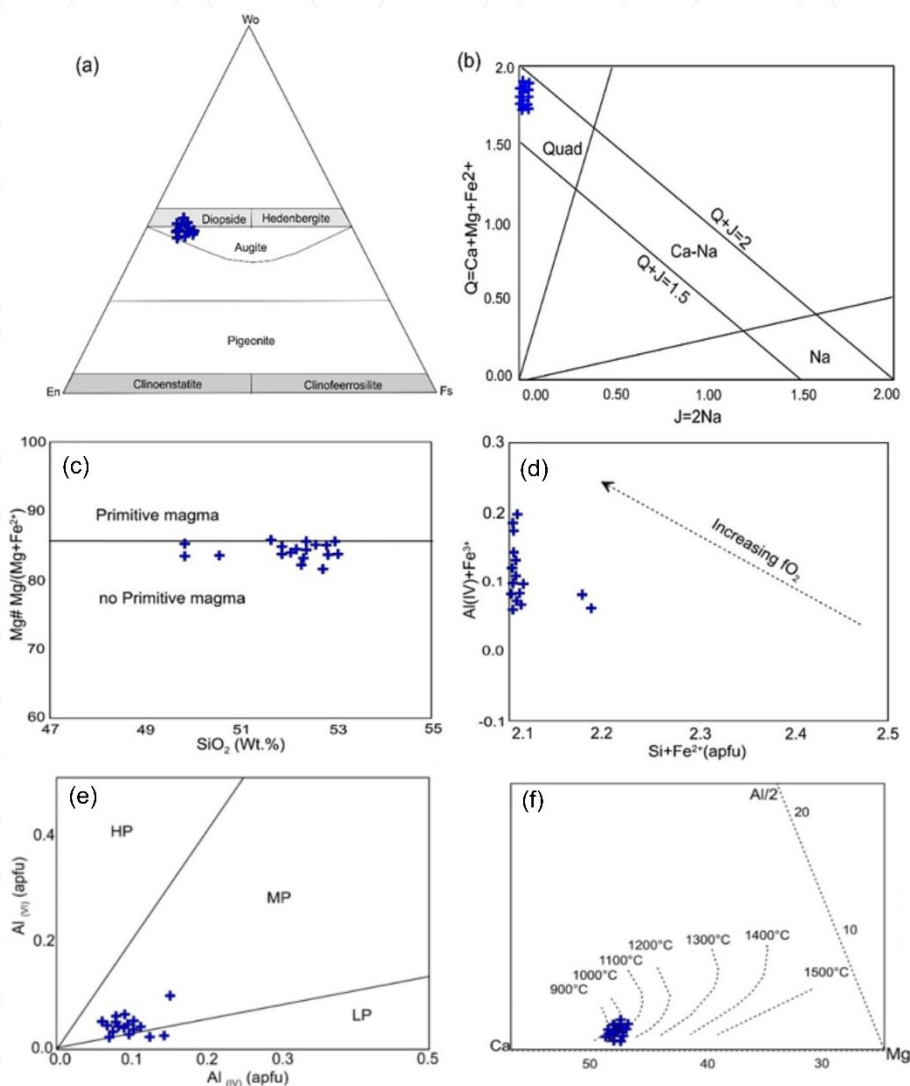 (a)
Wo
Diopside
Hedenbergite
Augite
Pigeonite
Clinoenstatite
Clinofeerrosilite
En
Fs
(b)
Q=Ca+Mg+Fe2+
2.0
1.50
1.00
0.50
0.00
Quad
Q+J=2
Ca-Na
Q+J=1.5
Na
0.00 0.50 1.00 1.50 2.00
J=2Na
(c)
Mg# Mg/(Mg+Fe²⁺)
100
90
80
70
60
Primitive magma
no Primitive magma
47 49 51 53 55
SiO₂ (Wt.%)
(d)
Al(IV)+Fe³⁺
0.3
0.2
0.1
0.0
-0.1
Increasing fO₂
2.1 2.2 2.3 2.4 2.5
Si+Fe²⁺(apfu)
(e)
Al (VI) (apfu)
0.4
0.2
0.0
HP
MP
LP
0.0 0.1 0.2 0.3 0.5
Al (IV) (apfu)
(f)
Al/2
20
10
900°C
1000°C
1100°C
1200°C
1300°C
1400°C
1500°C
Ca
Mg
50 40 30